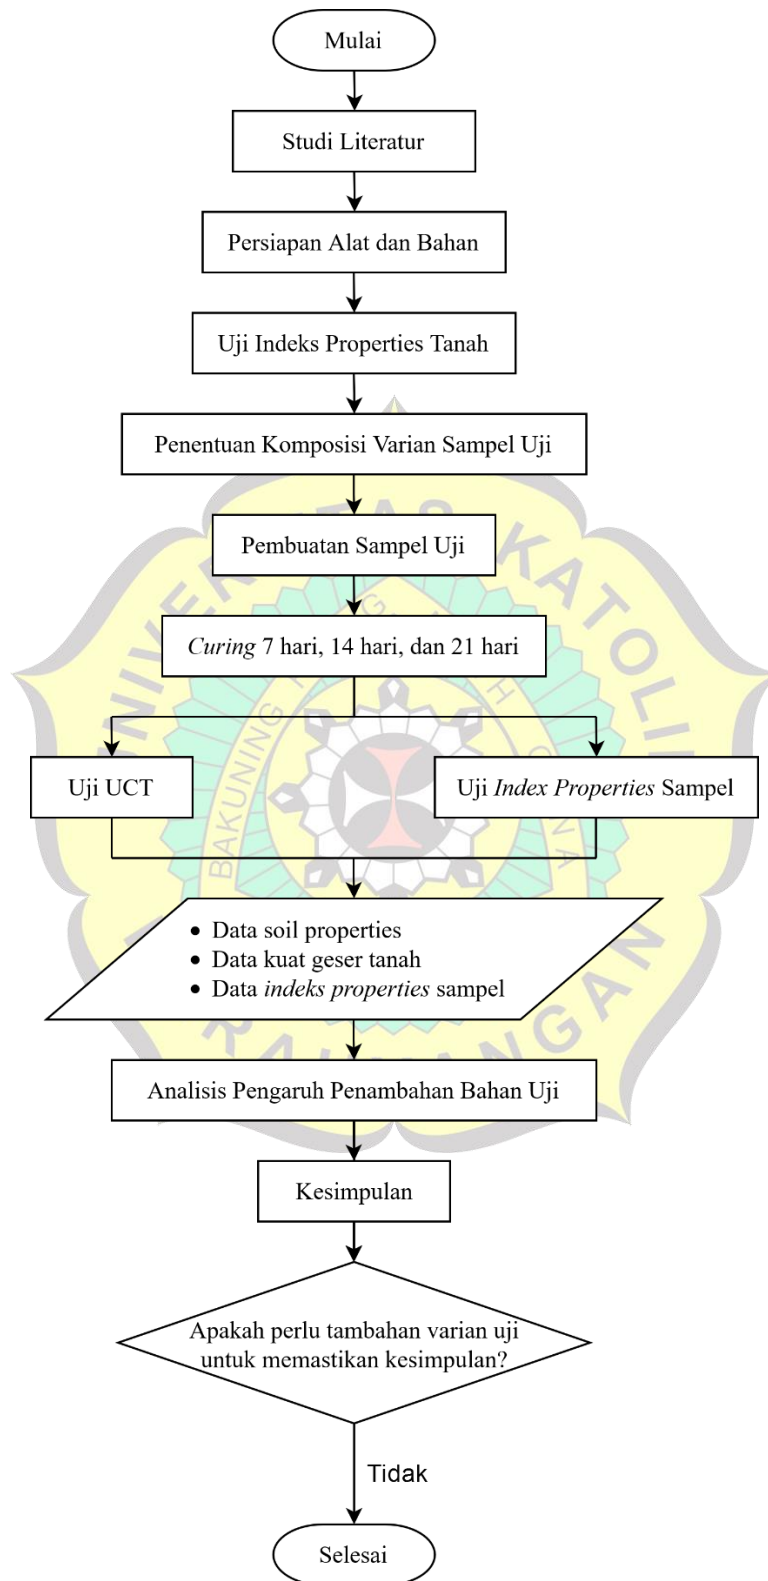 Mulai
Studi Literatur
Persiapan Alat dan Bahan
Uji Indeks Properties Tanah
Penentuan Komposisi Varian Sampel Uji
Pembuatan Sampel Uji
Curing 7 hari, 14 hari, dan 21 hari
Uji UCT
Uji Index Properties Sampel
• Data soil properties
• Data kuat geser tanah
• Data indeks properties sampel
Analisis Pengaruh Penambahan Bahan Uji
Kesimpulan
Apakah perlu tambahan varian uji
untuk memastikan kesimpulan?
Tidak
Selesai
KATOLI
BAKUNING